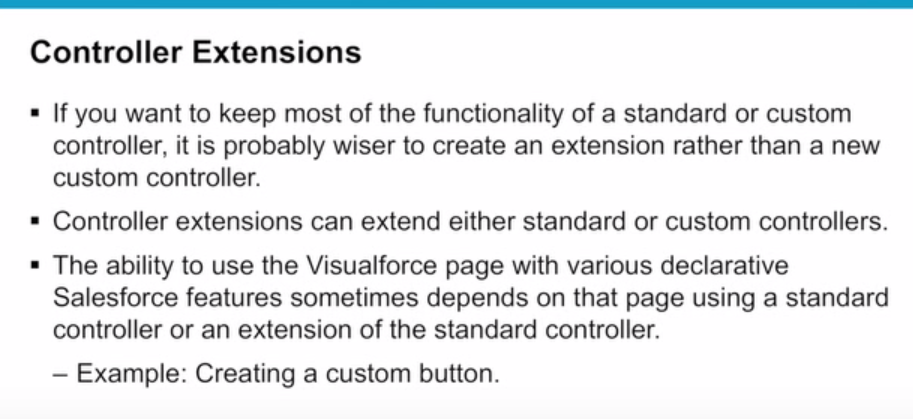 Controller Extensions
▪ If you want to keep most of the functionality of a standard or custom
controller, it is probably wiser to create an extension rather than a new
custom controller.
▪ Controller extensions can extend either standard or custom controllers.
▪ The ability to use the Visualforce page with various declarative
Salesforce features sometimes depends on that page using a standard
controller or an extension of the standard controller.
– Example: Creating a custom button.